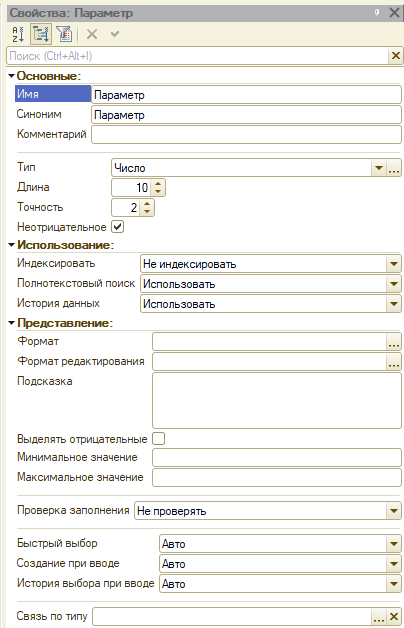 Свойства: Параметр
Поиск (Ctrl+Alt+I)
Основные:
Имя Параметр
Синоним Параметр
Комментарий
Тип Число
Длина 10
Точность 2
Неотрицательное
Использование:
Индексировать Не индексировать
Полнотекстовый поиск Использовать
История данных Использовать
Представление:
Формат
Формат редактирования
Подсказка
Выделять отрицательные
Минимальное значение
Максимальное значение
Проверка заполнения Не проверять
Быстрый выбор Авто
Создание при вводе Авто
История выбора при вводе Авто
Связь по типу